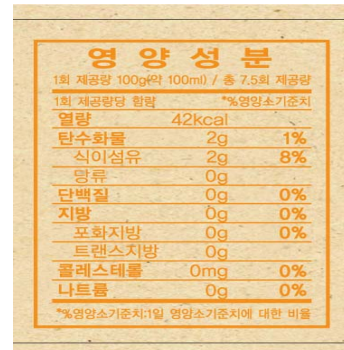 영양성분
1회 제공량 100g(약 100ml) / 총 7.5회 제공량
1회 제공량당 함량 *%영양소기준치
열량 42kcal
탄수화물 2g 1%
식이섬유 2g 8%
당류 0g
단백질 0g 0%
지방 0g 0%
포화지방 0g 0%
트랜스지방 0g
콜레스테롤 0mg 0%
나트륨 0g 0%
*%영양소기준치:1일 영양소기준치에 대한 비율